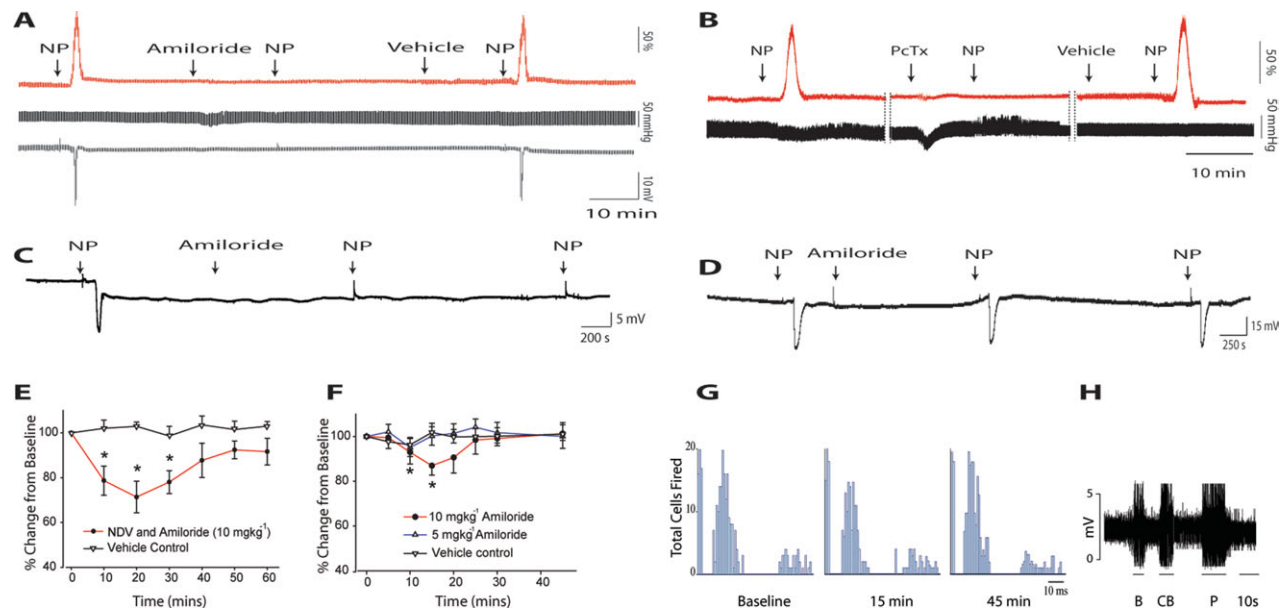 A
NP Amiloride NP Vehicle NP
50 %
50 mmHg
10 mV
10 min
B
NP PcTx NP Vehicle NP
50 %
50 mmHg
10 min
C
NP Amiloride NP NP
5 mV
200 s
D
NP Amiloride NP NP
15 mV
250 s
E
% Change from Baseline
100
80
60
40
* * *
NDV and Amiloride (10 mgkg⁻¹)
Vehicle Control
0 10 20 30 40 50 60
Time (mins)
F
% Change from Baseline
100
80
60
40
* *
10 mgkg⁻¹ Amiloride
5 mgkg⁻¹ Amiloride
Vehicle control
0 10 20 30 40
Time (mins)
G
Total Cells Fired
20
10
0
10 ms
Baseline 15 min 45 min
H
5
mV
0
B CB P 10s